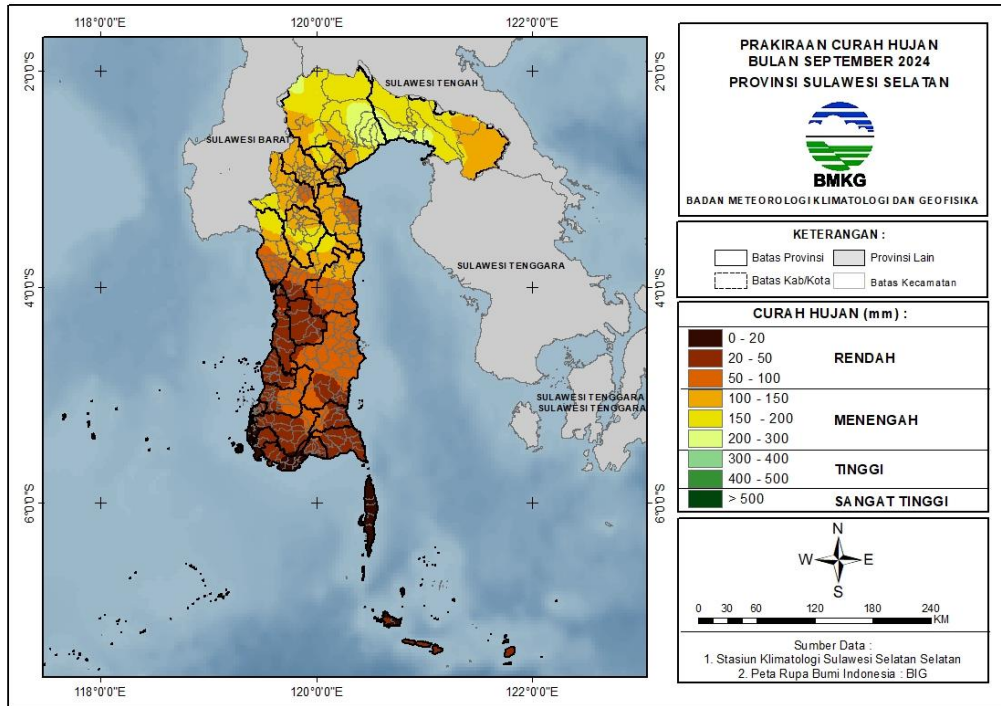 118°0'0"E
120°0'0"E
122°0'0"E
2°0'0"S
4°0'0"S
6°0'0"S
SULAWESI TENGAH
SULAWESI BARAT
SULAWESI TENGGARA
SULAWESI TENGGARA
SULAWESI TENGGARA
2°0'0"S
4°0'0"S
6°0'0"S
118°0'0"E
120°0'0"E
122°0'0"E
PRAKIRAAN CURAH HUJAN
BULAN SEPTEMBER 2024
PROVINSI SULAWESI SELATAN
BMKG
BADAN METEOROLOGI KLIMATOLOGI DAN GEOFISIKA
KETERANGAN :
Batas Provinsi
Provinsi Lain
Batas Kab/Kota
Batas Kecamatan
CURAH HUJAN (mm) :
0 - 20
20 - 50
50 - 100
RENDAH
100 - 150
150 - 200
200 - 300
MENENGAH
300 - 400
400 - 500
TINGGI
> 500
SANGAT TINGGI
N
W
E
S
0 30 60 120 180 240
KM
Sumber Data :
1. Stasiun Klimatologi Sulawesi Selatan Selatan
2. Peta Rupa Bumi Indonesia : BIG